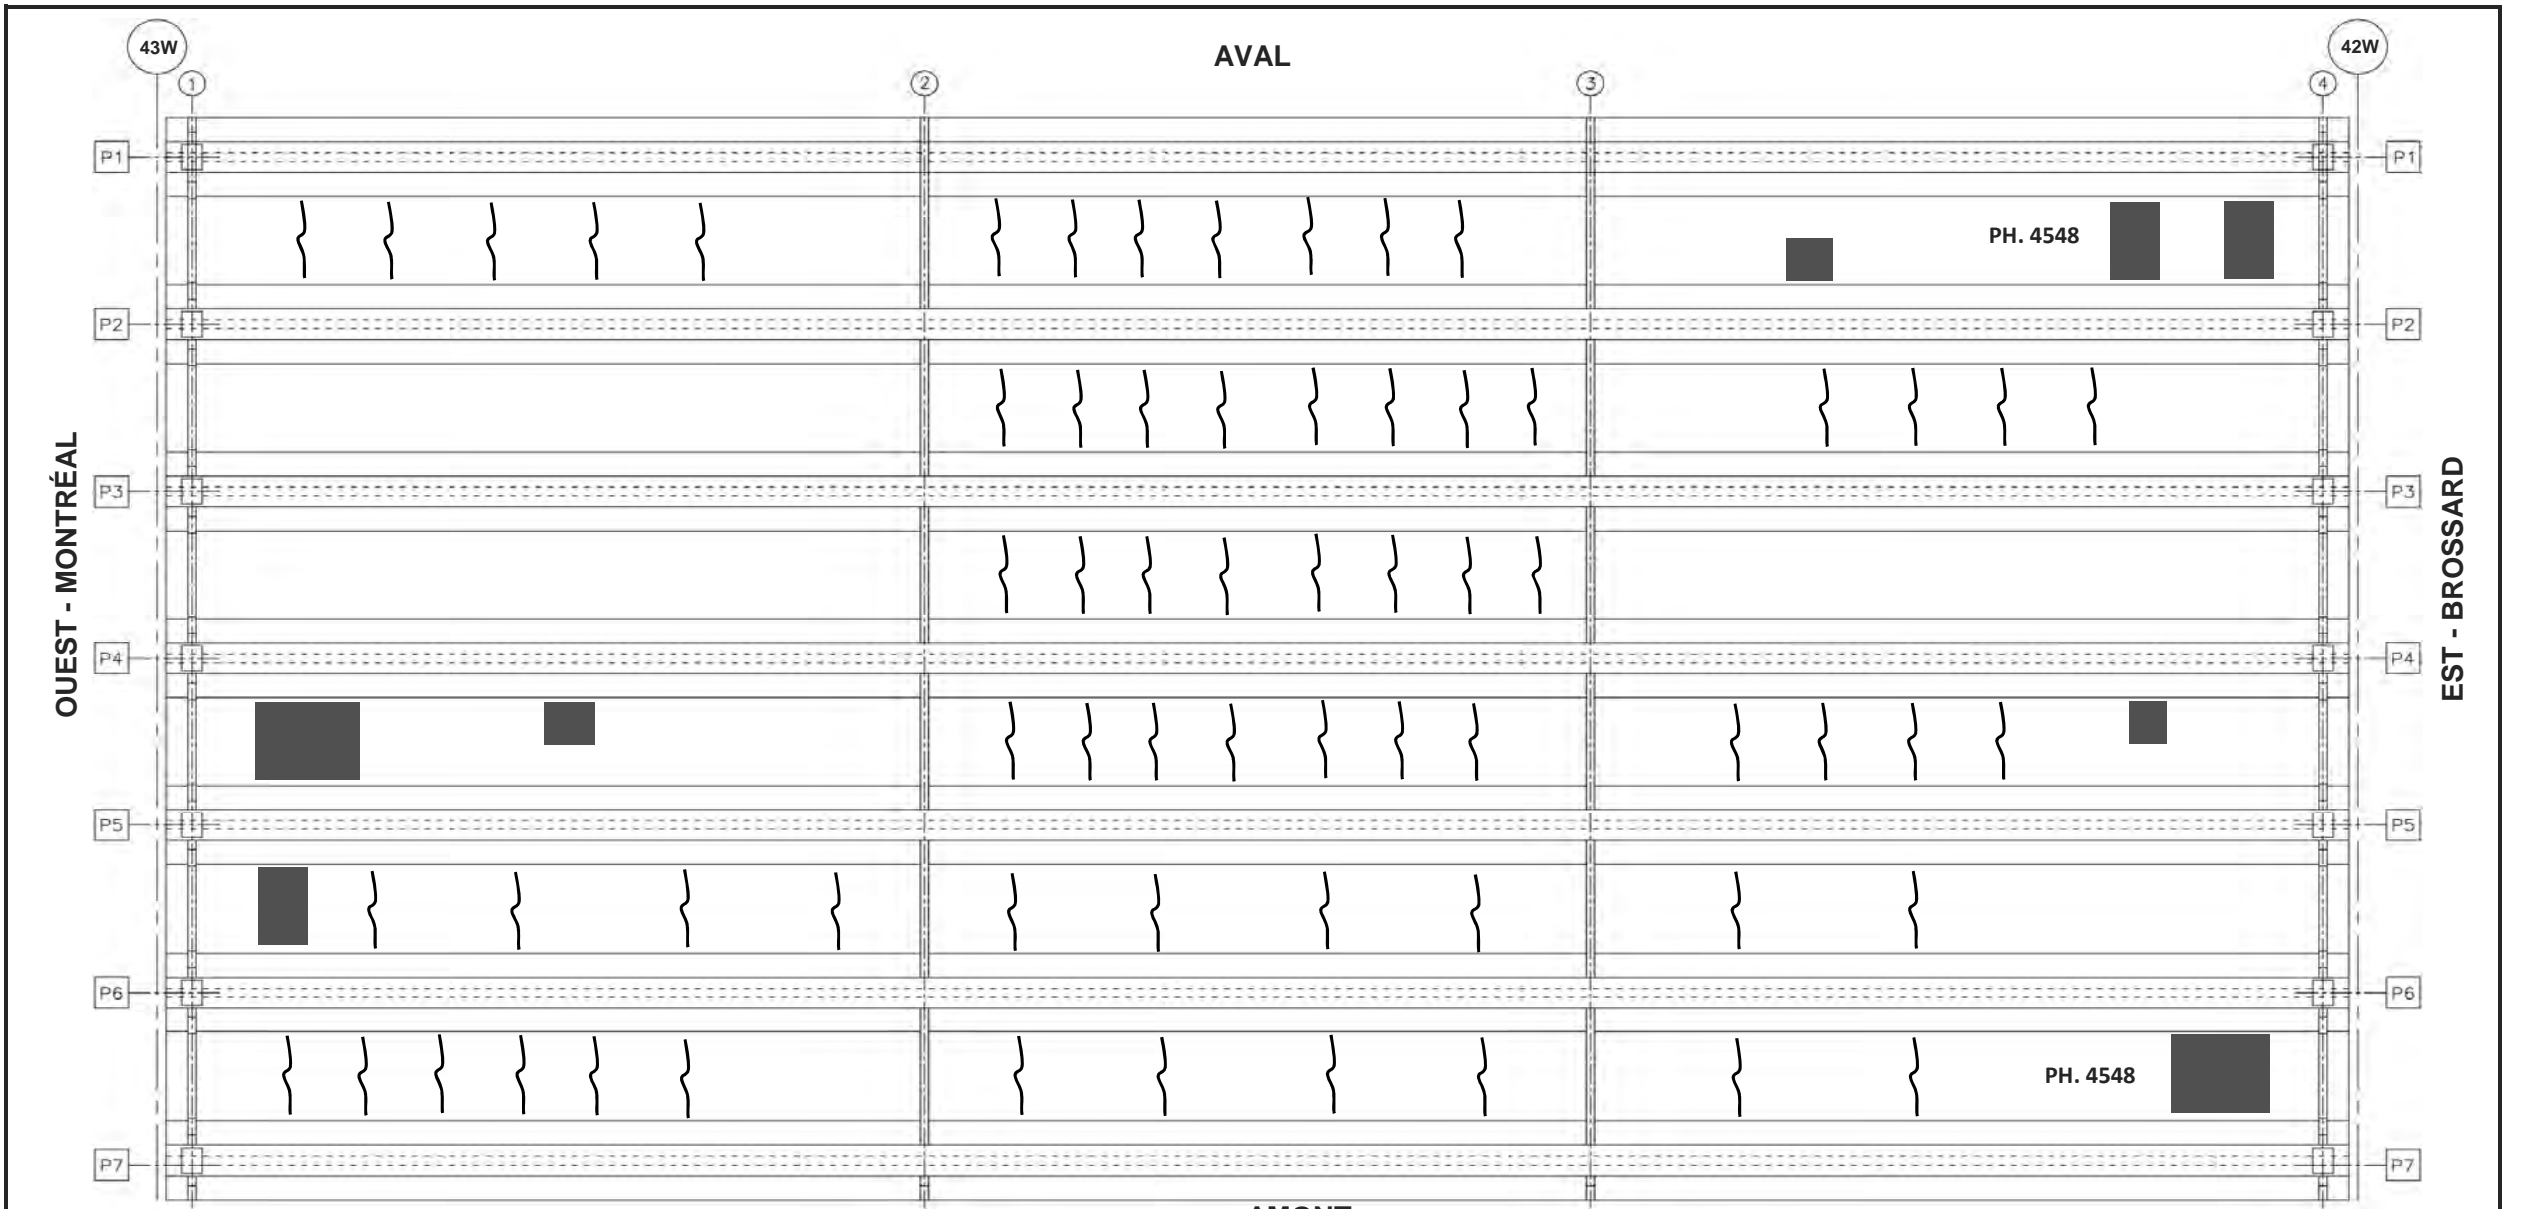 43W
AVAL
42W
1
2
3
4
P1
P1
PH. 4548
P2
P2
OUEST - MONTRÉAL
EST - BROSSARD
P3
P3
P4
P4
P5
P5
P6
P6
PH. 4548
P7
P7
AMONT